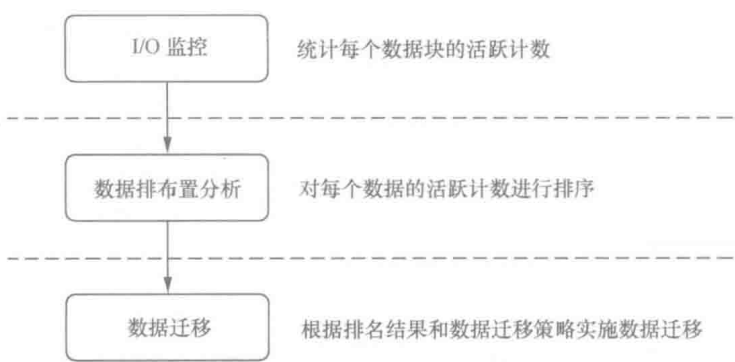 I/O 监控
统计每个数据块的活跃计数
数据排布置分析
对每个数据的活跃计数进行排序
数据迁移
根据排名结果和数据迁移策略实施数据迁移